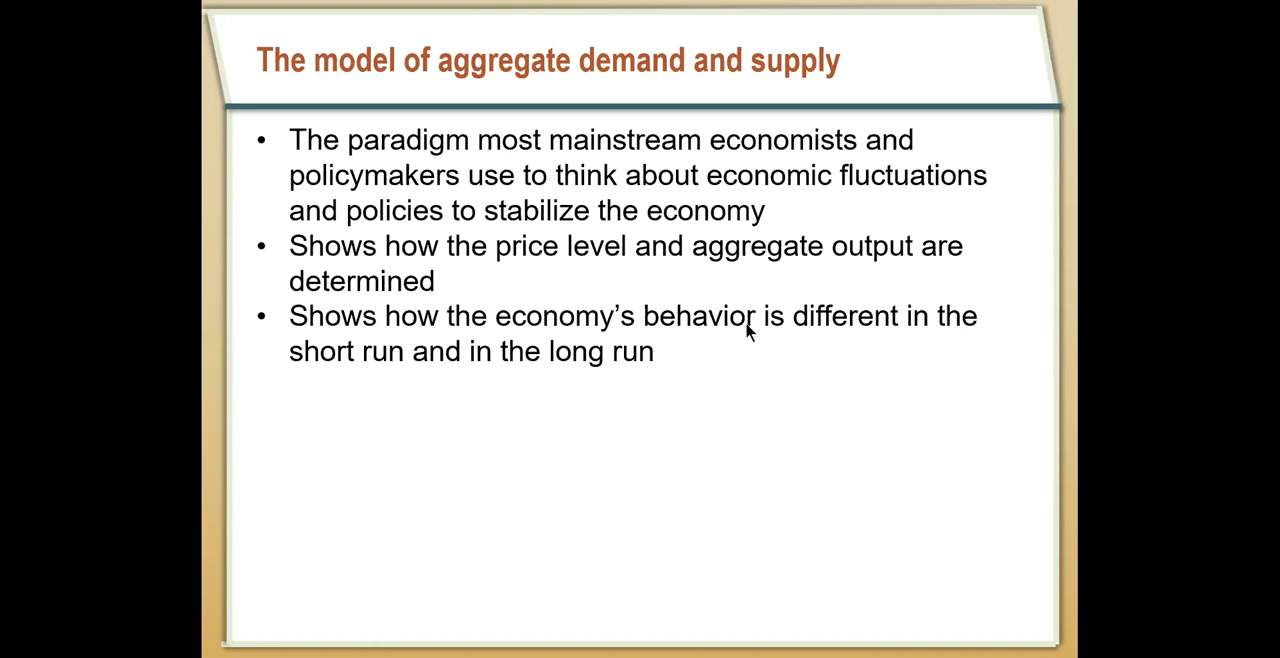 The model of aggregate demand and supply
• The paradigm most mainstream economists and
policymakers use to think about economic fluctuations
and policies to stabilize the economy
• Shows how the price level and aggregate output are
determined
• Shows how the economy’s behavior is different in the
short run and in the long run